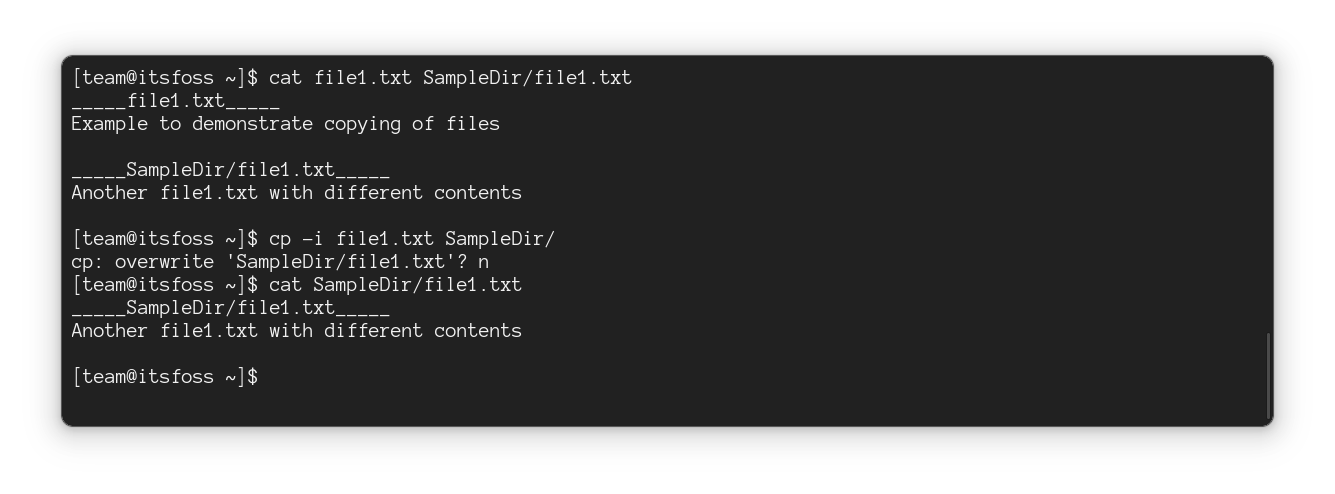 [team@itsfoss ~]$ cat file1.txt SampleDir/file1.txt
_____file1.txt_____
Example to demonstrate copying of files
_____SampleDir/file1.txt_____
Another file1.txt with different contents
[team@itsfoss ~]$ cp -i file1.txt SampleDir/
cp: overwrite 'SampleDir/file1.txt'? n
[team@itsfoss ~]$ cat SampleDir/file1.txt
_____SampleDir/file1.txt_____
Another file1.txt with different contents
[team@itsfoss ~]$